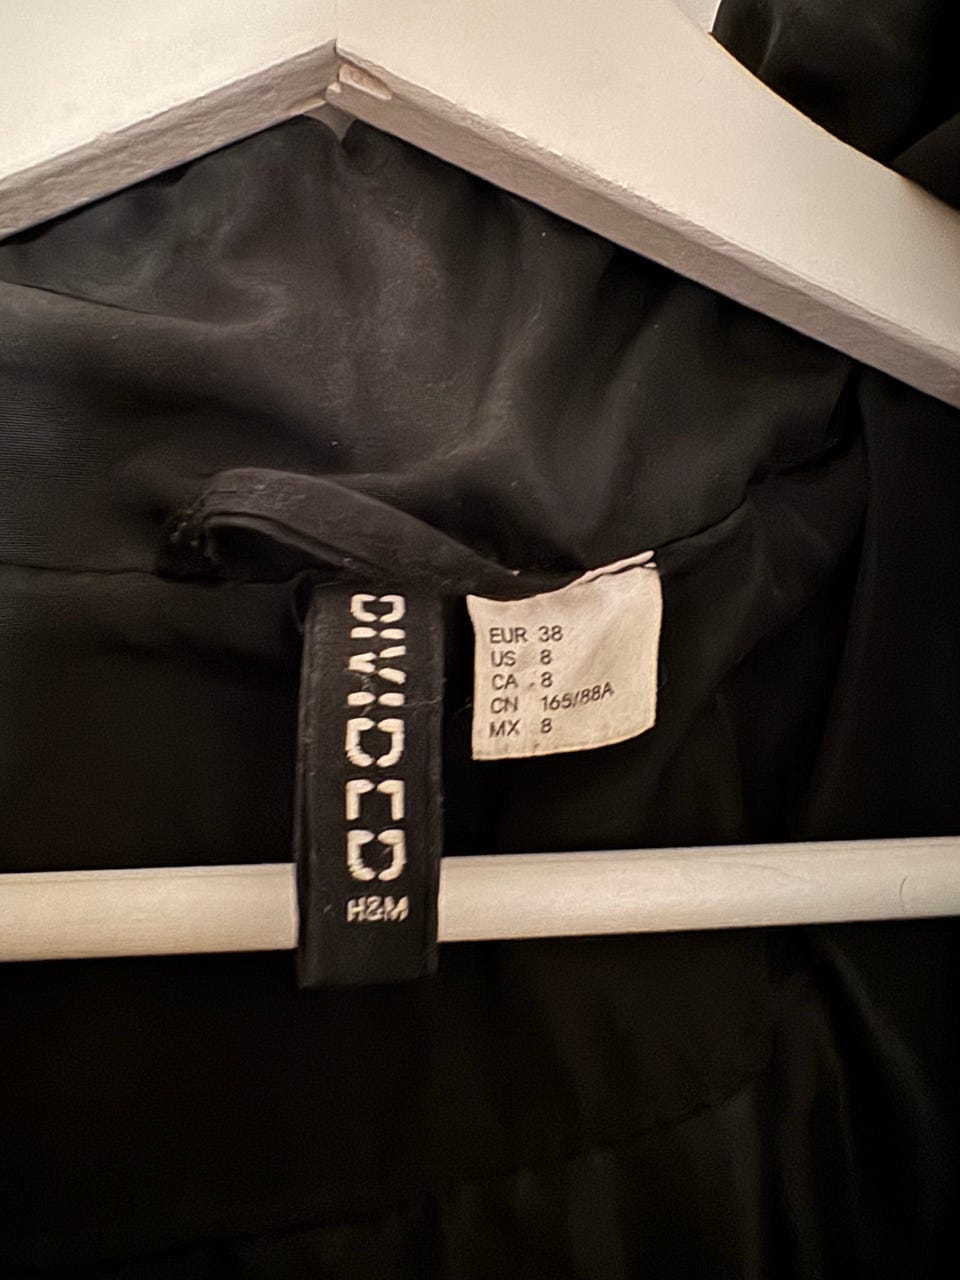 DIVIDED
H&M
EUR 38
US 8
CA 8
CN 165/88A
MX 8